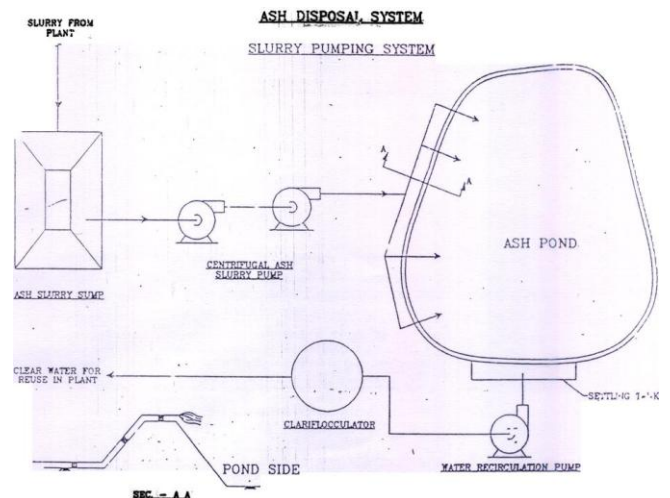 ASH DISPOSAL SYSTEM
SLURRY PUMPING SYSTEM
SLURRY FROM
PLANT
A
A
ASH POND
CENTRIFUGAL ASH
SLURRY PUMP
ASH SLURRY SUMP
CLEAR WATER FOR
REUSE IN PLANT
CLARIFLOCCULATOR
WATER RECIRCULATION PUMP
POND SIDE
SEC. - A A